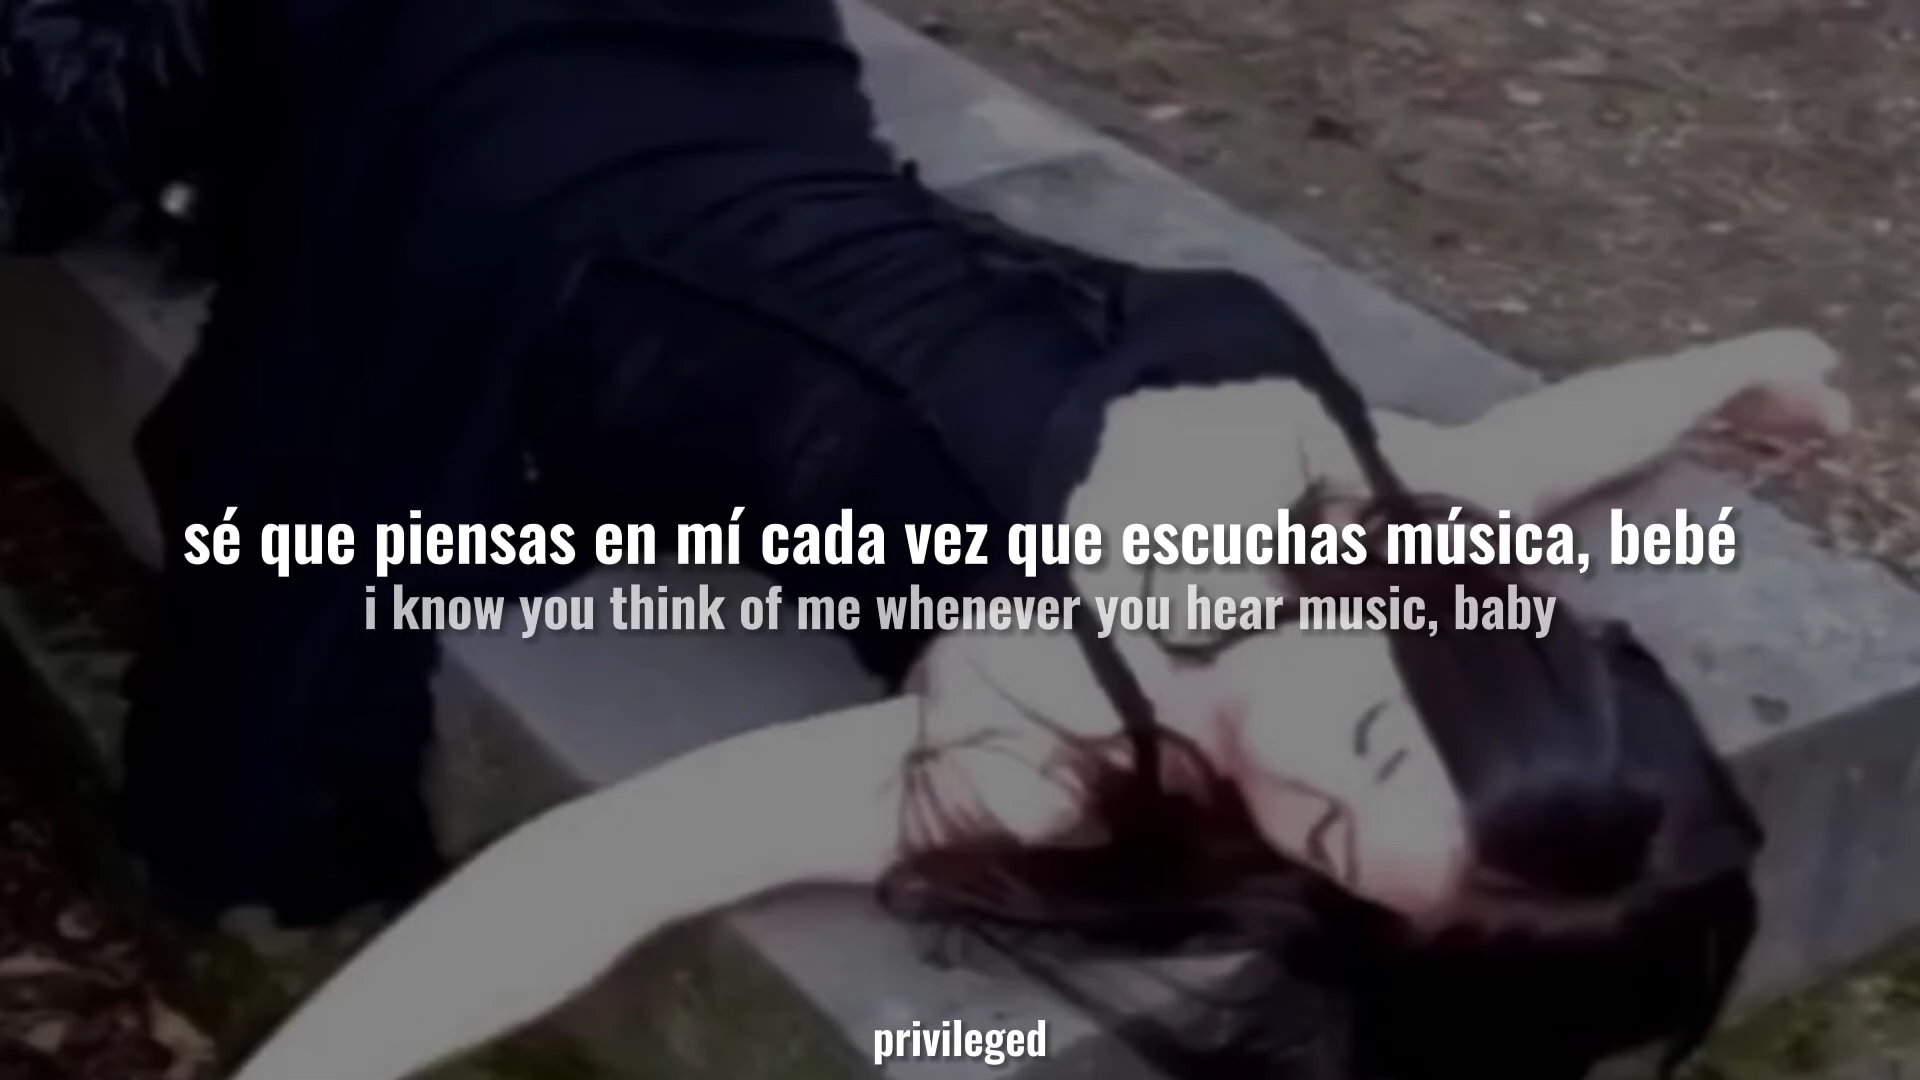 sé que piensas en mí cada vez que escuchas música, bebé
i know you think of me whenever you hear music, baby
privileged